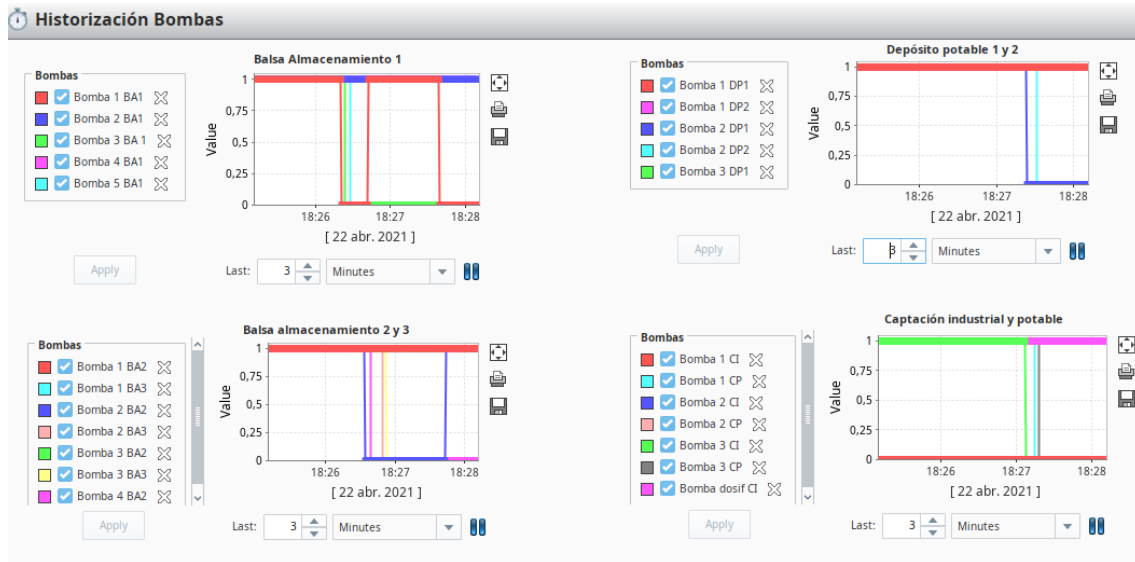 Historización Bombas
Balsa Almacenamiento 1
Bombas
Bomba 1 BA1
Bomba 2 BA1
Bomba 3 BA 1
Bomba 4 BA1
Bomba 5 BA1
Value
1
0,75
0,5
0,25
0
18:26 18:27 18:28
[ 22 abr. 2021 ]
Apply
Last: 3 Minutes
Depósito potable 1 y 2
Bombas
Bomba 1 DP1
Bomba 1 DP2
Bomba 2 DP1
Bomba 2 DP2
Bomba 3 DP1
Value
1
0,75
0,5
0,25
0
18:26 18:27 18:28
[ 22 abr. 2021 ]
Apply
Last: 3 Minutes
Balsa almacenamiento 2 y 3
Bombas
Bomba 1 BA2
Bomba 1 BA3
Bomba 2 BA2
Bomba 2 BA3
Bomba 3 BA2
Bomba 3 BA3
Bomba 4 BA2
Value
1
0,75
0,5
0,25
0
18:26 18:27 18:28
[ 22 abr. 2021 ]
Apply
Last: 3 Minutes
Captación industrial y potable
Bombas
Bomba 1 CI
Bomba 1 CP
Bomba 2 CI
Bomba 2 CP
Bomba 3 CI
Bomba 3 CP
Bomba dosif CI
Value
1
0,75
0,5
0,25
0
18:26 18:27 18:28
[ 22 abr. 2021 ]
Apply
Last: 3 Minutes